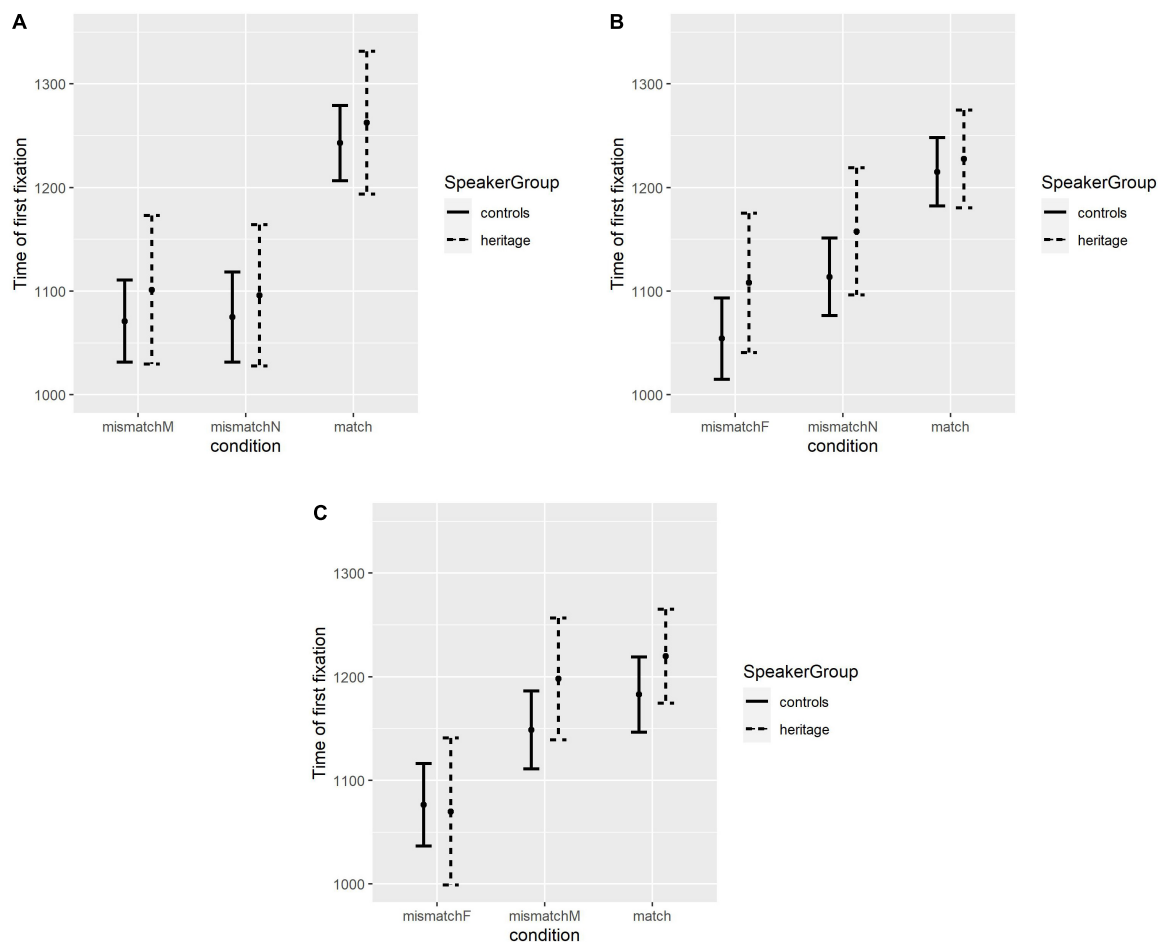 A
Time of first fixation
1300
1200
1100
1000
mismatchM mismatchN match
condition
SpeakerGroup
controls
heritage
B
Time of first fixation
1300
1200
1100
1000
mismatchF mismatchN match
condition
SpeakerGroup
controls
heritage
C
Time of first fixation
1300
1200
1100
1000
mismatchF mismatchM match
condition
SpeakerGroup
controls
heritage